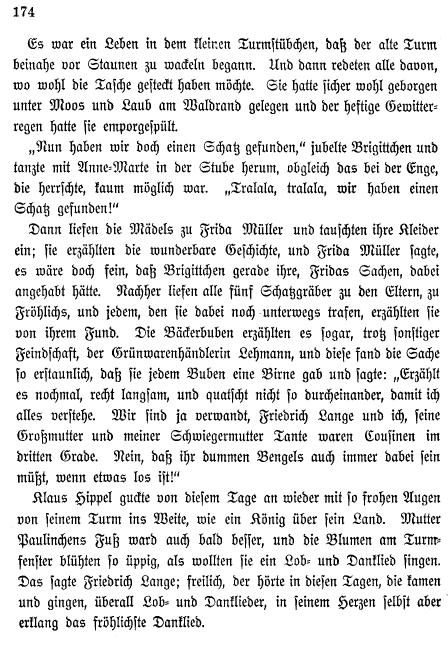 174
Es war ein Leben in dem kleinen Turmstübchen, daß der alte Turm
beinahe vor Staunen zu wackeln begann. Und dann redeten alle davon,
wo wohl die Tasche gesteckt haben möchte. Sie hatte sicher wohl geborgen
unter Moos und Laub am Waldrand gelegen und der heftige Gewitter-
regen hatte sie emporgespült.
„Nun haben wir doch einen Schatz gefunden,“ jubelte Brigittchen und
tanzte mit Anne-Marte in der Stube herum, obgleich das bei der Enge,
die herrschte, kaum möglich war. „Tralala, tralala, wir haben einen
Schatz gefunden!“
Dann liefen die Mädels zu Frida Müller und tauschten ihre Kleider
ein; sie erzählten die wunderbare Geschichte, und Frida Müller sagte,
es wäre doch fein, daß Brigittchen gerade ihre, Fridas Sachen, dabei
angehabt hätte. Nachher liefen alle fünf Schatzgräber zu den Eltern, zu
Fröhlichs, und jedem, den sie dabei noch unterwegs trafen, erzählten sie
von ihrem Fund. Die Bäckerbuben erzählten es sogar, trotz sonstiger
Feindschaft, der Grünwarenhändlerin Lehmann, und diese fand die Sache
so erstaunlich, daß sie jedem Buben eine Birne gab und sagte: „Erzählt
es nochmal, recht langsam, und quatscht nicht so durcheinander, damit ich
alles verstehe. Wir sind ja verwandt, Friedrich Lange und ich, seine
Großmutter und meiner Schwiegermutter Tante waren Cousinen im
dritten Grade. Nein, daß ihr dummen Bengels auch immer dabei sein
müßt, wenn etwas los ist!“
Klaus Hippel guckte von diesem Tage an wieder mit so frohen Augen
von seinem Turm ins Weite, wie ein König über sein Land. Mutter
Paulinchens Fuß ward auch bald besser, und die Blumen am Turm-
fenster blühten so üppig, als wollten sie ein Lob- und Danklied singen.
Das sagte Friedrich Lange; freilich, der hörte in diesen Tagen, die kamen
und gingen, überall Lob- und Danklieder, in seinem Herzen selbst aber
erklang das fröhlichste Danklied.